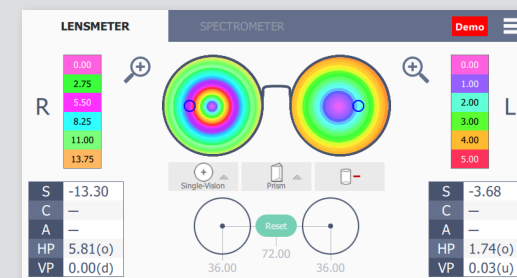 LENSMETER SPECTROMETER Demo
0.00 0.00
2.75 1.00
5.50 2.00
R 8.25 3.00 L
11.00 4.00
13.75 5.00
Single-Vision Prism
S -13.30 S -3.68
C – Reset C –
A – A –
HP 5.81(o) 72.00 HP 1.74(o)
VP 0.00(d) 36.00 36.00 VP 0.03(u)